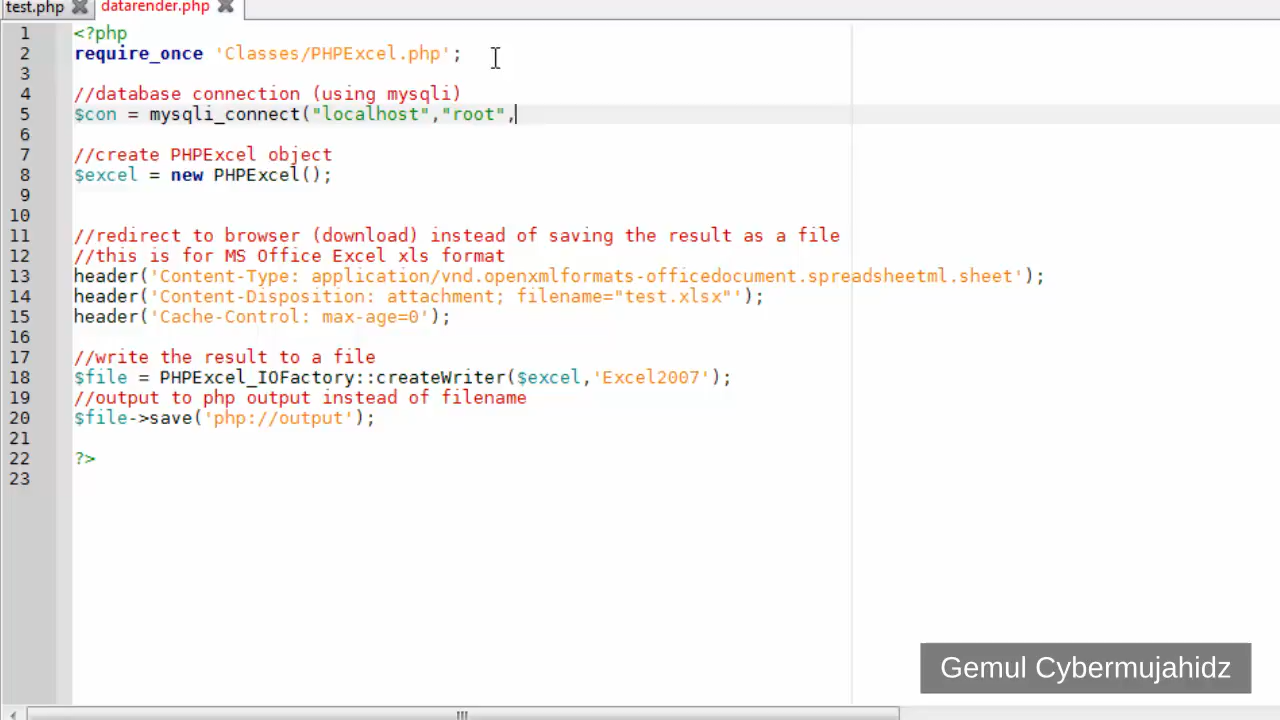 test.php datarender.php
1 <?php
2 require_once 'Classes/PHPExcel.php';
3
4 //database connection (using mysqli)
5 $con = mysqli_connect("localhost","root",
6
7 //create PHPExcel object
8 $excel = new PHPExcel();
9
10
11 //redirect to browser (download) instead of saving the result as a file
12 //this is for MS Office Excel xls format
13 header('Content-Type: application/vnd.openxmlformats-officedocument.spreadsheetml.sheet');
14 header('Content-Disposition: attachment; filename="test.xlsx"');
15 header('Cache-Control: max-age=0');
16
17 //write the result to a file
18 $file = PHPExcel_IOFactory::createWriter($excel,'Excel2007');
19 //output to php output instead of filename
20 $file->save('php://output');
21
22 ?>
23
Gemul Cybermujahidz